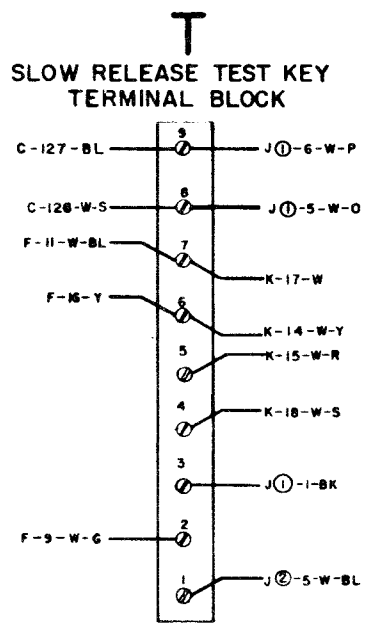 T
SLOW RELEASE TEST KEY
TERMINAL BLOCK
9
C-127-BL
J①-6-W-P
8
C-128-W-S
J①-5-W-O
F-11-W-BL
7
K-17-W
F-16-Y
6
K-14-W-Y
5
K-15-W-R
4
K-18-W-S
3
J①-1-BK
2
F-9-W-G
1
J②-5-W-BL